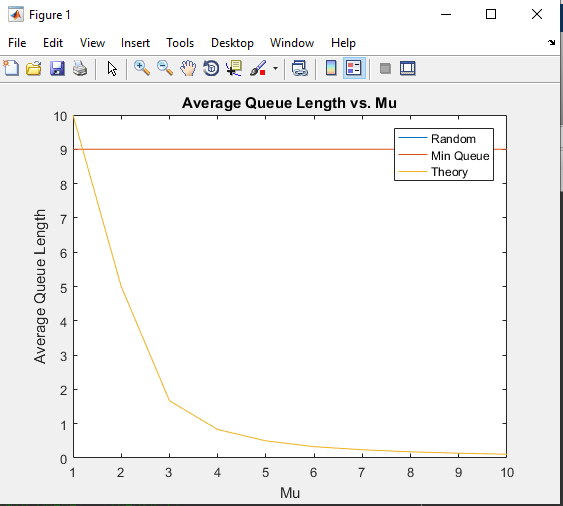 Figure 1
File Edit View Insert Tools Desktop Window Help
Average Queue Length vs. Mu
Random
Min Queue
Theory
10
9
8
7
6
5
4
3
2
1
0
Average Queue Length
1 2 3 4 5 6 7 8 9 10
Mu